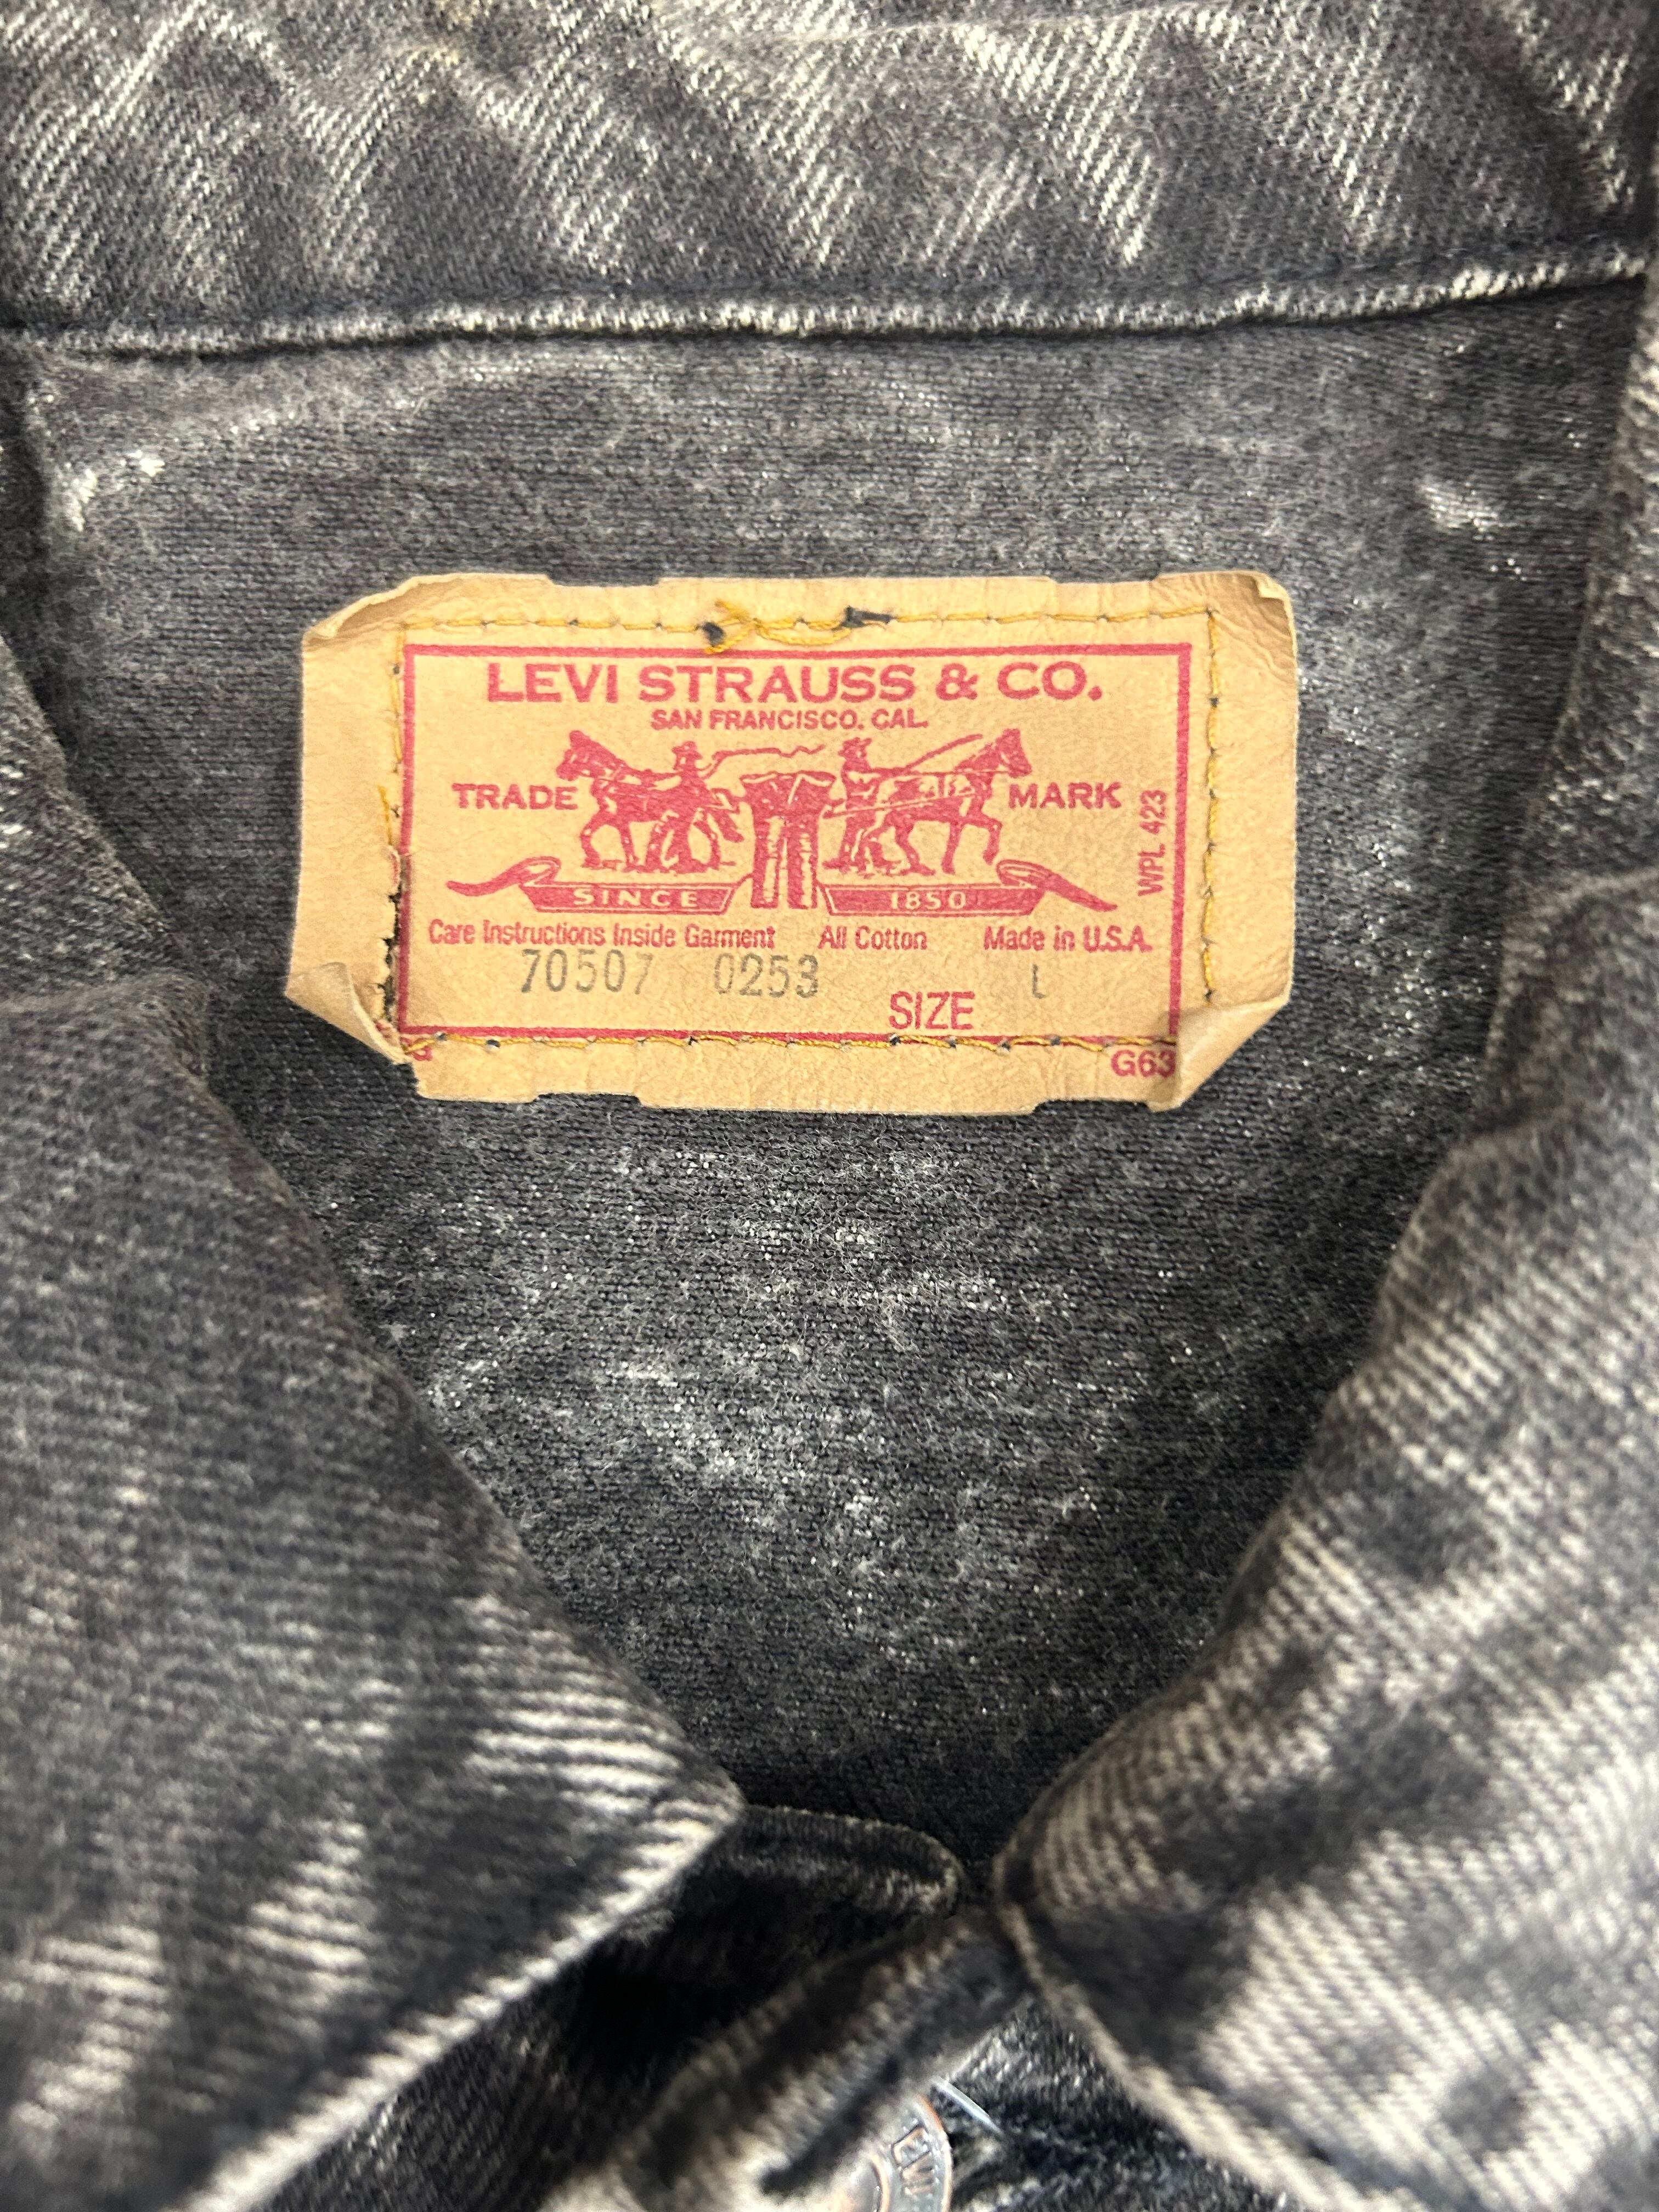 LEVI STRAUSS & CO.
SAN FRANCISCO, CAL.
TRADE MARK
WPL 423
SINCE 1850
Care Instructions Inside Garment All Cotton Made in U.S.A.
70507 0253
SIZE L
G63